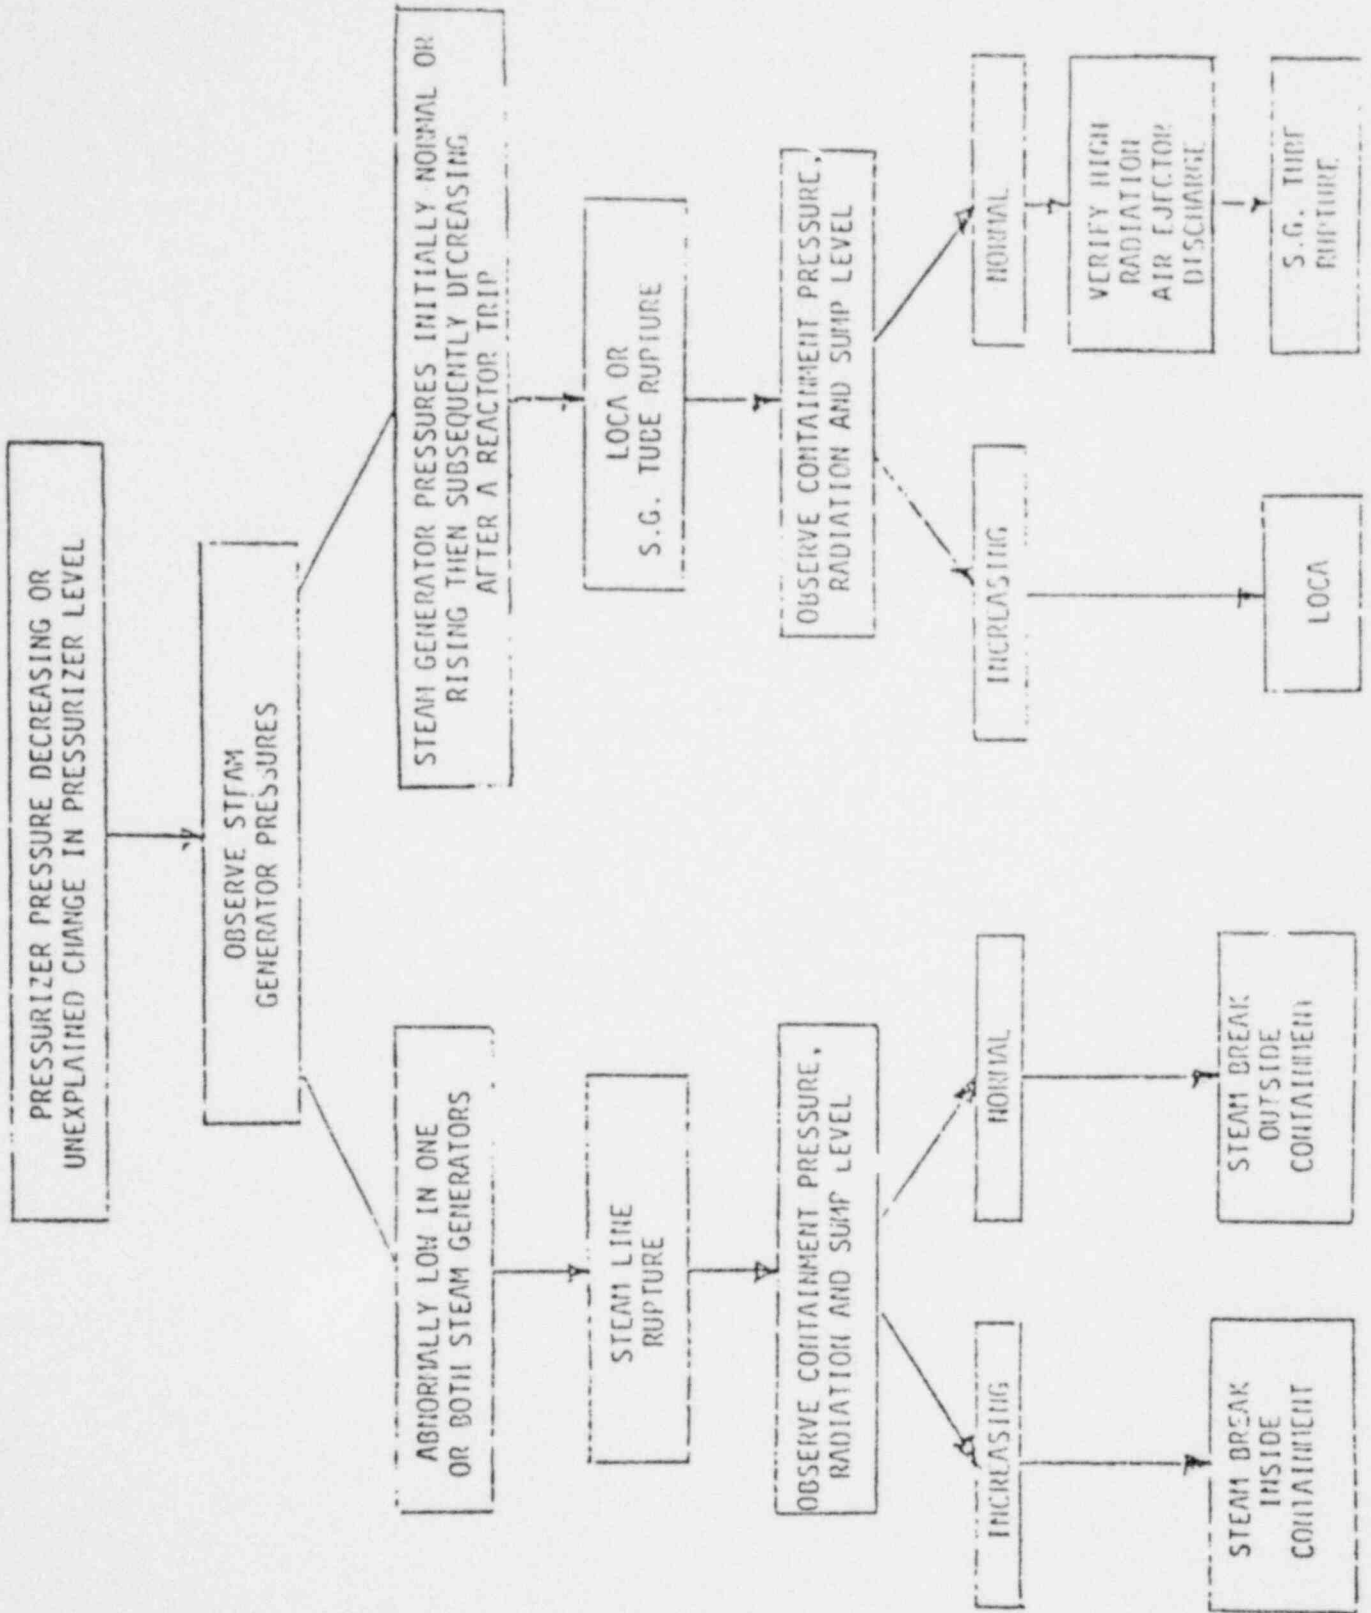 PRESSURIZER PRESSURE DECREASING OR
UNEXPLAINED CHANGE IN PRESSURIZER LEVEL
OBSERVE STEAM
GENERATOR PRESSURES
ABNORMALLY LOW IN ONE
OR BOTH STEAM GENERATORS
STEAM LINE
RUPTURE
OBSERVE CONTAINMENT PRESSURE,
RADIATION AND SUMP LEVEL
INCREASING
STEAM BREAK
INSIDE
CONTAINMENT
NORMAL
STEAM BREAK
OUTSIDE
CONTAINMENT
STEAM GENERATOR PRESSURES INITIALLY NORMAL OR
RISING THEN SUBSEQUENTLY DECREASING
AFTER A REACTOR TRIP
LOCA OR
S.G. TUBE RUPTURE
OBSERVE CONTAINMENT PRESSURE,
RADIATION AND SUMP LEVEL
INCREASING
LOCA
NORMAL
VERIFY HIGH
RADIATION
AIR EJECTOR
DISCHARGE
S.G. TUBE
RUPTURE